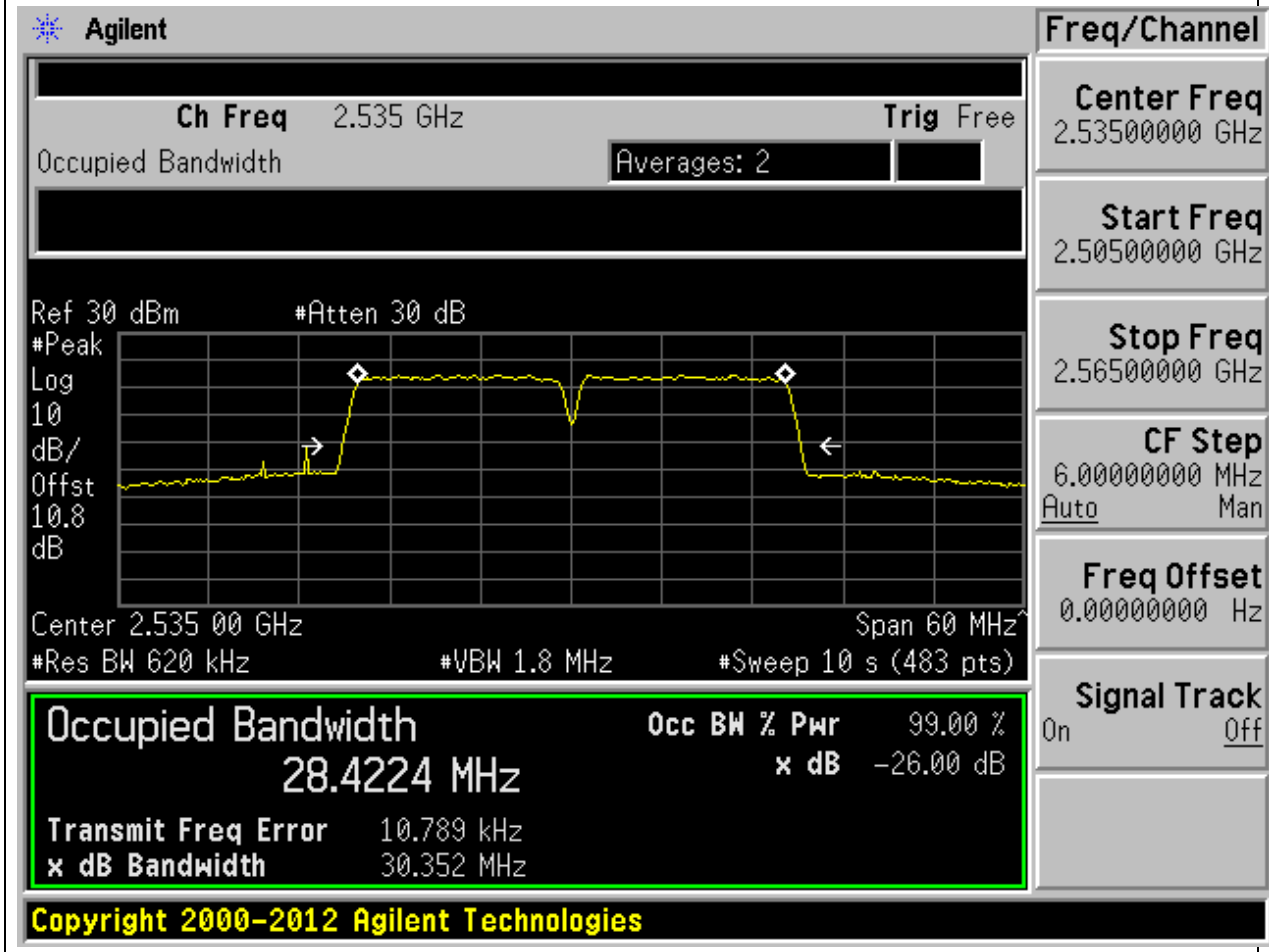 Agilent
Freq/Channel
Ch Freq 2.535 GHz Trig Free
Occupied Bandwidth Averages: 2
Center Freq
2.53500000 GHz
Start Freq
2.50500000 GHz
Stop Freq
2.56500000 GHz
CF Step
6.00000000 MHz
Auto Man
Freq Offset
0.00000000 Hz
Signal Track
On Off
Ref 30 dBm #Atten 30 dB
#Peak
Log
10
dB/
Offst
10.8
dB
Center 2.535 00 GHz Span 60 MHz^
#Res BW 620 kHz #VBW 1.8 MHz #Sweep 10 s (483 pts)
Occupied Bandwidth Occ BW % Pwr 99.00 %
28.4224 MHz x dB -26.00 dB
Transmit Freq Error 10.789 kHz
x dB Bandwidth 30.352 MHz
Copyright 2000-2012 Agilent Technologies